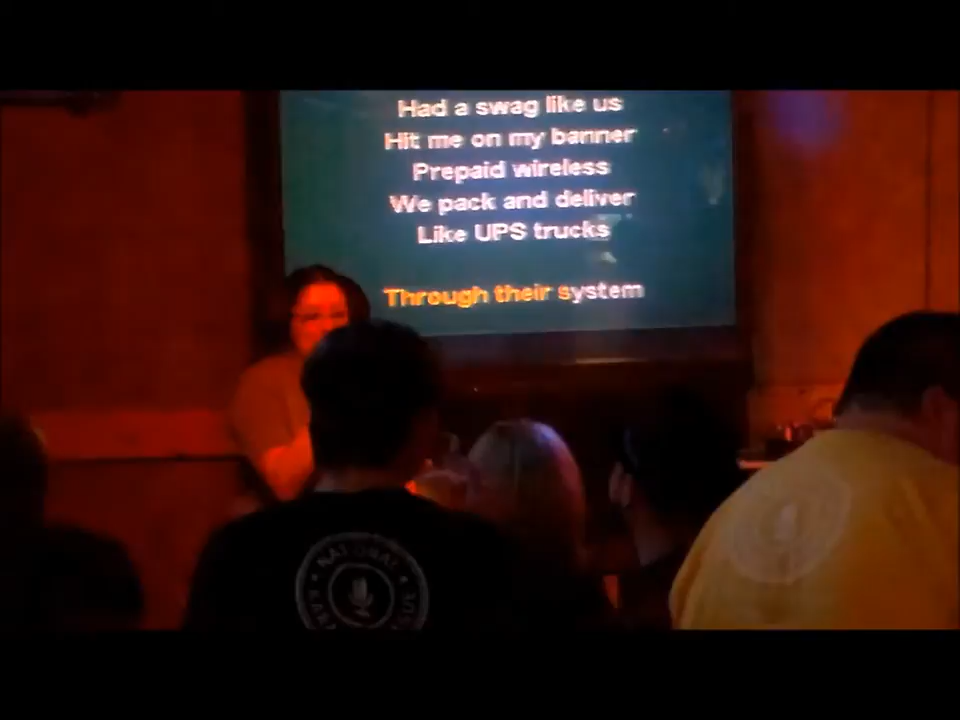 Had a swag like us
Hit me on my banner
Prepaid wireless
We pack and deliver
Like UPS trucks
Through their system
NATIONAL